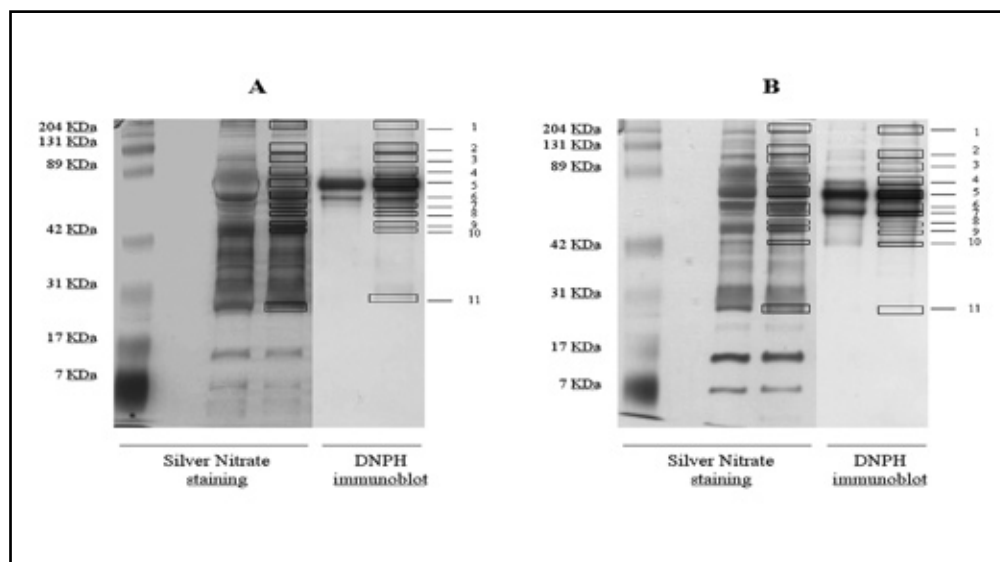 A
204 KDa
131 KDa
89 KDa
42 KDa
31 KDa
17 KDa
7 KDa
1
2
3
4
5
6
7
8
9
10
11
Silver Nitrate
staining
DNPH
immunoblot
B
204 KDa
131 KDa
89 KDa
42 KDa
31 KDa
17 KDa
7 KDa
1
2
3
4
5
6
7
8
9
10
11
Silver Nitrate
staining
DNPH
immunoblot